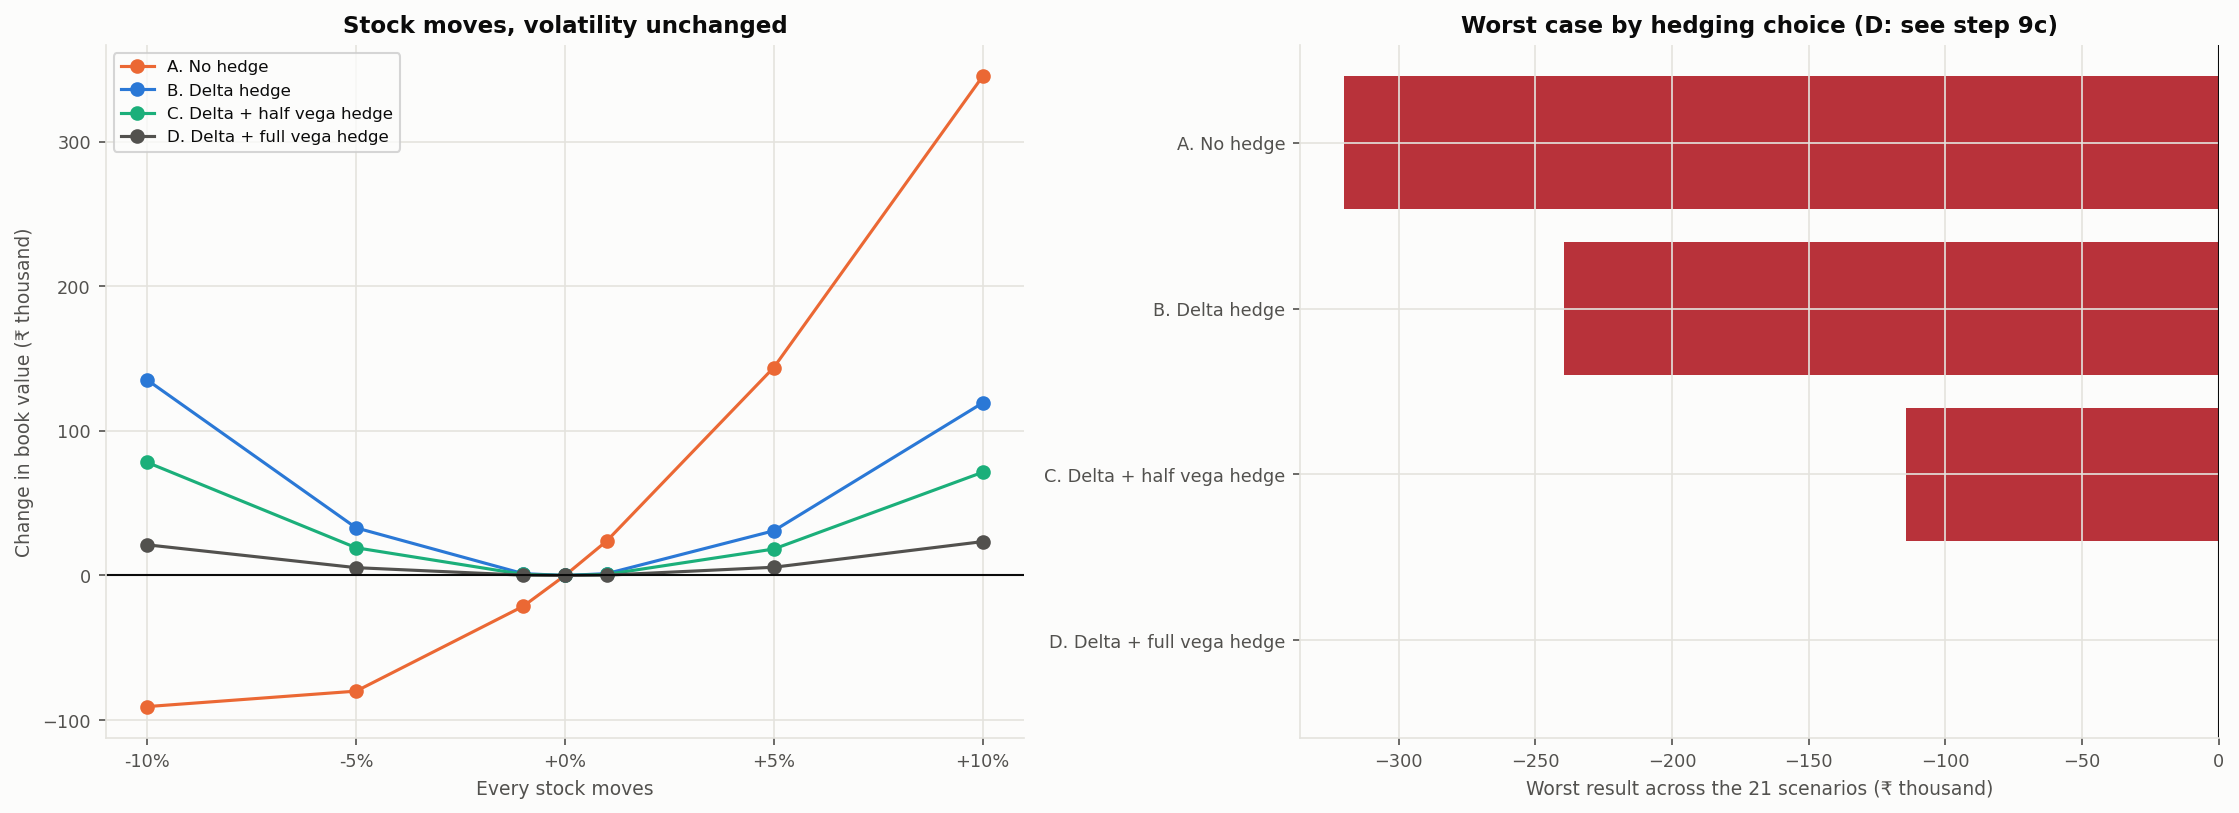 Stock moves, volatility unchanged
A. No hedge
B. Delta hedge
C. Delta + half vega hedge
D. Delta + full vega hedge
Change in book value (₹ thousand)
300
200
100
0
−100
-10%
-5%
+0%
+5%
+10%
Every stock moves
Worst case by hedging choice (D: see step 9c)
A. No hedge
B. Delta hedge
C. Delta + half vega hedge
D. Delta + full vega hedge
−300
−250
−200
−150
−100
−50
0
Worst result across the 21 scenarios (₹ thousand)